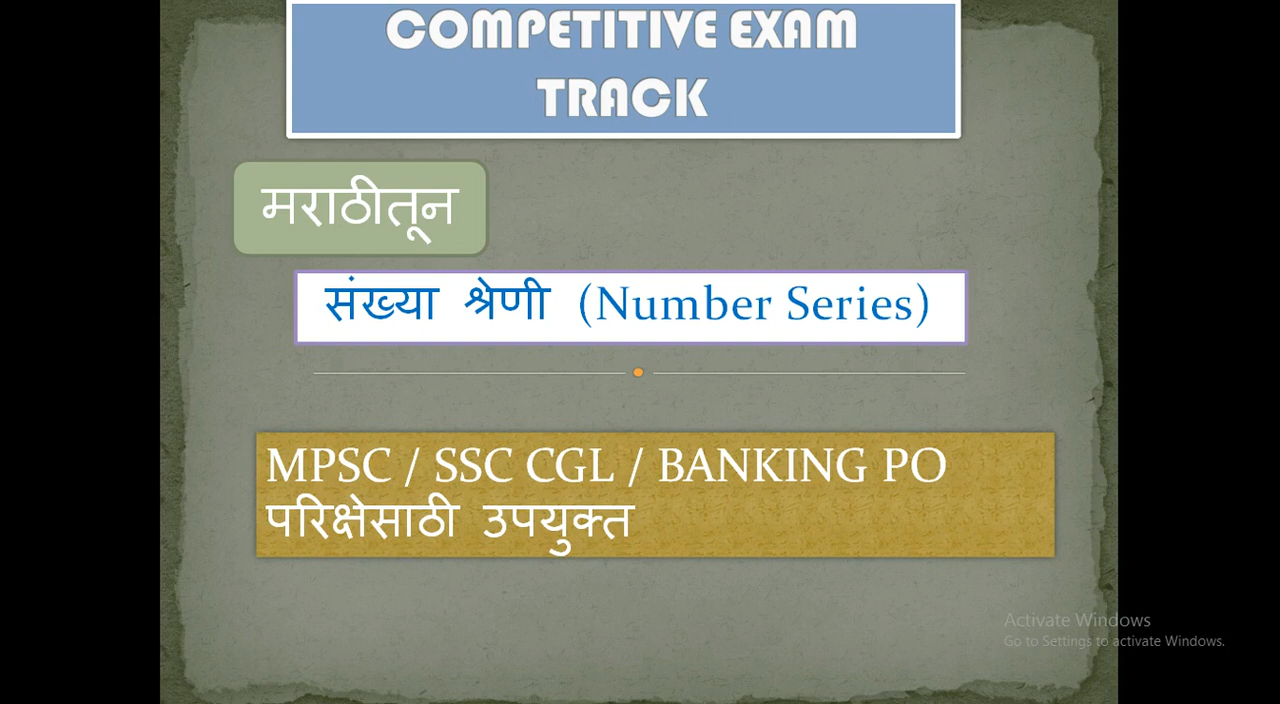 COMPETITIVE EXAM
TRACK
मराठीतून
संख्या श्रेणी (Number Series)
MPSC / SSC CGL / BANKING PO
परिक्षेसाठी उपयुक्त
Activate Windows
Go to Settings to activate Windows.